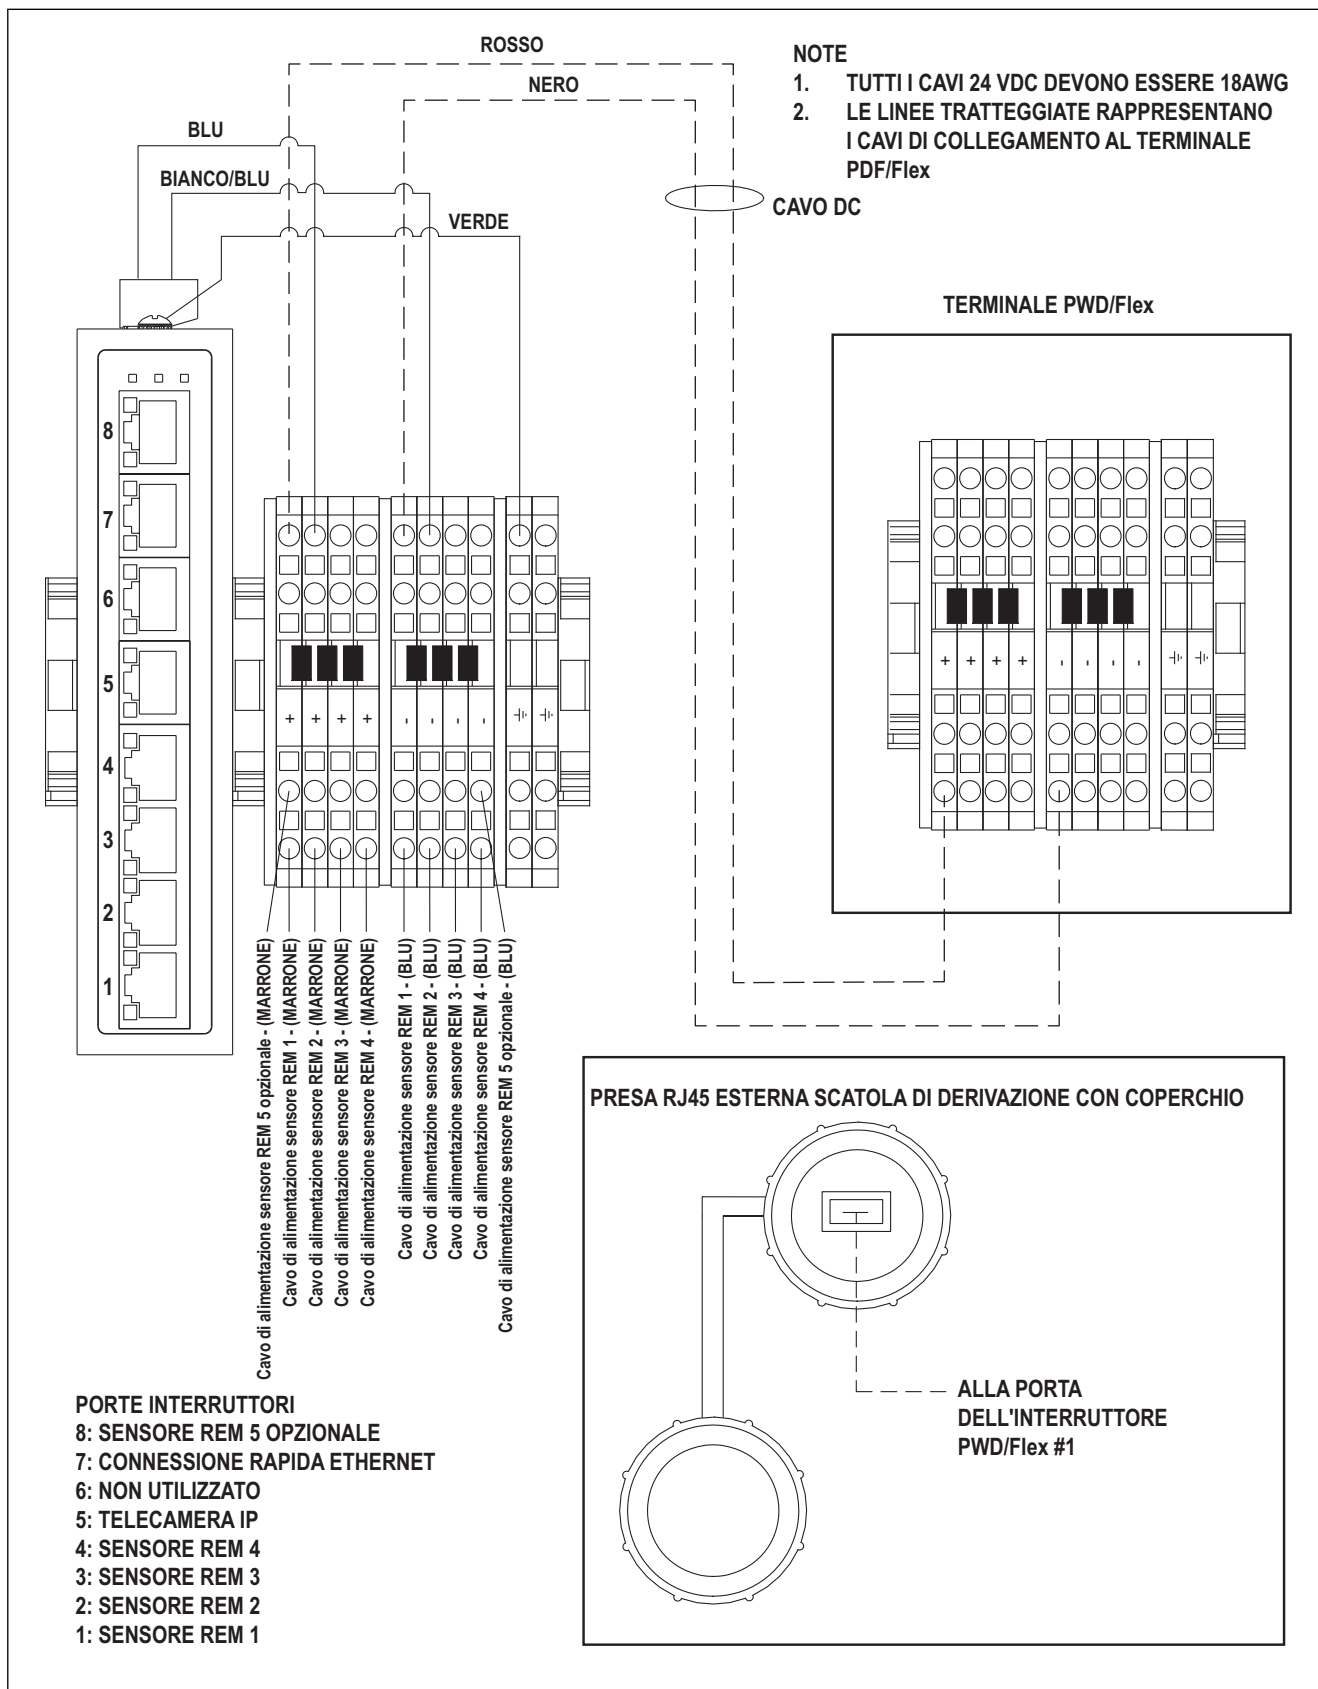 ROSSO
NERO
BLU
BIANCO/BLU
VERDE
NOTE
1. TUTTI I CAVI 24 VDC DEVONO ESSERE 18AWG
2. LE LINEE TRATTEGGIATE RAPPRESENTANO
I CAVI DI COLLEGAMENTO AL TERMINALE
PDF/Flex
CAVO DC
TERMINALE PWD/Flex
8
7
6
5
4
3
2
1
+ + + + - - - -
+ + + + - - - -
Cavo di alimentazione sensore REM 5 opzionale - (MARRONE)
Cavo di alimentazione sensore REM 1 - (MARRONE)
Cavo di alimentazione sensore REM 2 - (MARRONE)
Cavo di alimentazione sensore REM 3 - (MARRONE)
Cavo di alimentazione sensore REM 4 - (MARRONE)
Cavo di alimentazione sensore REM 1 - (BLU)
Cavo di alimentazione sensore REM 2 - (BLU)
Cavo di alimentazione sensore REM 3 - (BLU)
Cavo di alimentazione sensore REM 4 - (BLU)
Cavo di alimentazione sensore REM 5 opzionale - (BLU)
PRESA RJ45 ESTERNA SCATOLA DI DERIVAZIONE CON COPERCHIO
ALLA PORTA
DELL'INTERRUTTORE
PWD/Flex #1
PORTE INTERRUTTORI
8: SENSORE REM 5 OPZIONALE
7: CONNESSIONE RAPIDA ETHERNET
6: NON UTILIZZATO
5: TELECAMERA IP
4: SENSORE REM 4
3: SENSORE REM 3
2: SENSORE REM 2
1: SENSORE REM 1